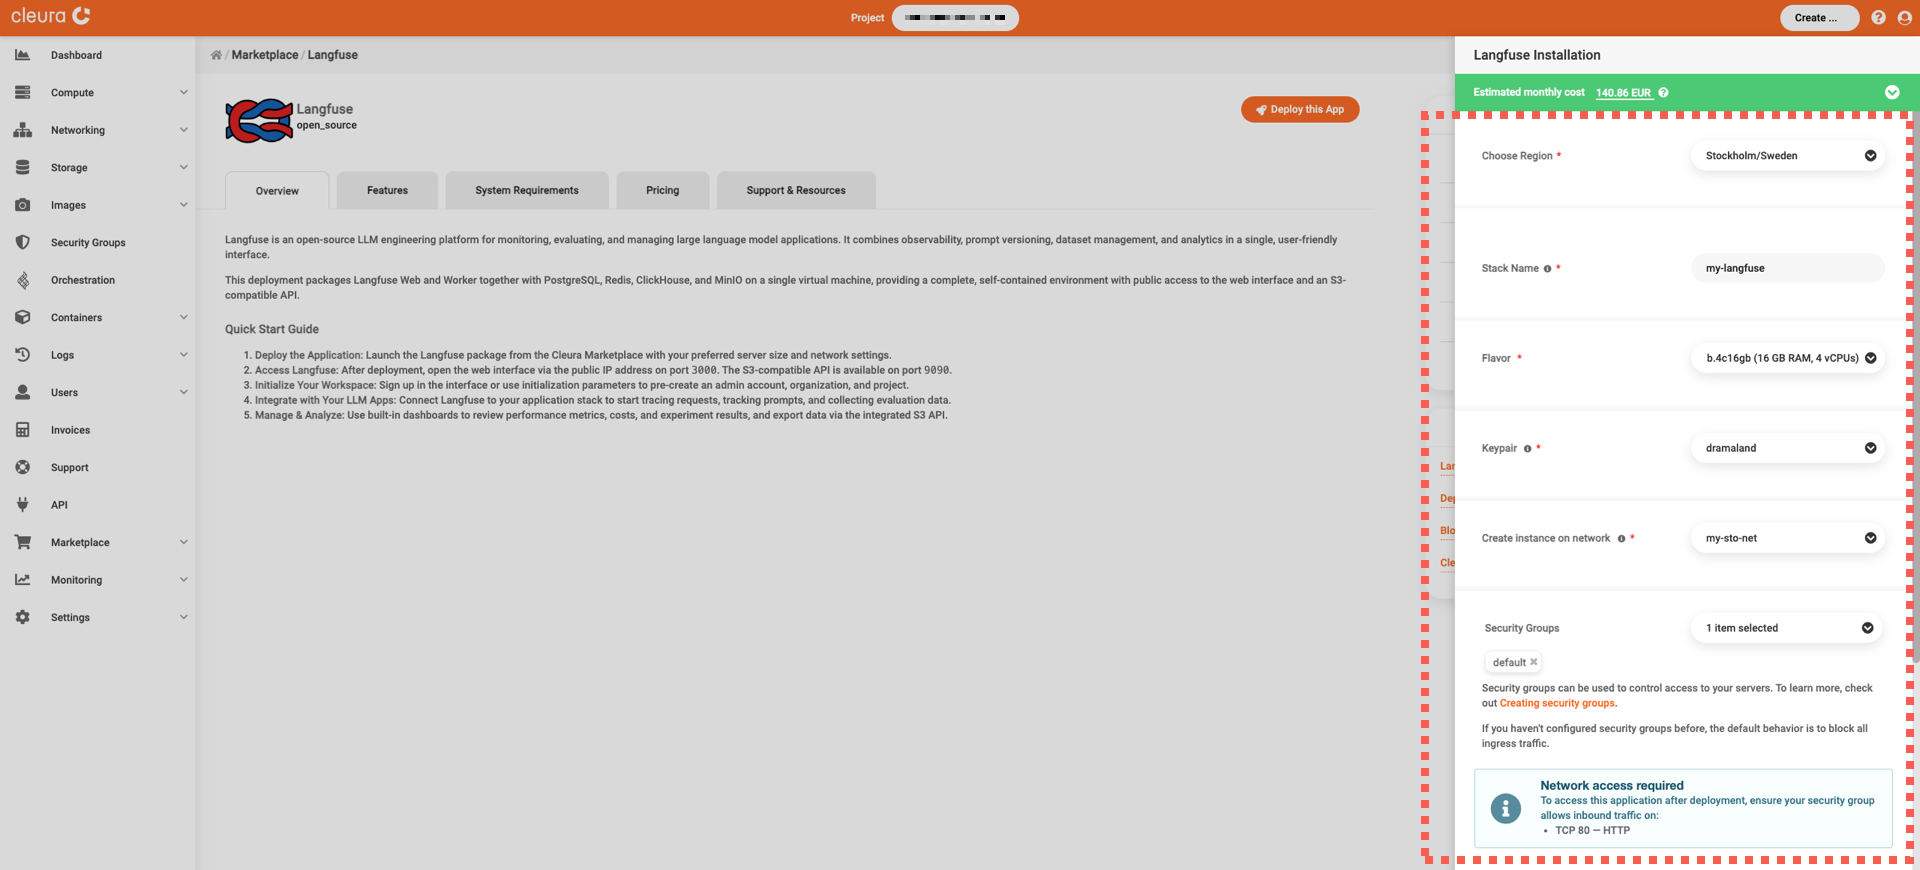 cleura
Project
Create ...
Dashboard
Compute
Networking
Storage
Images
Security Groups
Orchestration
Containers
Logs
Users
Invoices
Support
API
Marketplace
Monitoring
Settings
/ Marketplace / Langfuse
Langfuse
open_source
Deploy this App
Overview
Features
System Requirements
Pricing
Support & Resources
Langfuse is an open-source LLM engineering platform for monitoring, evaluating, and managing large language model applications. It combines observability, prompt versioning, dataset management, and analytics in a single, user-friendly
interface.
This deployment packages Langfuse Web and Worker together with PostgreSQL, Redis, ClickHouse, and MinIO on a single virtual machine, providing a complete, self-contained environment with public access to the web interface and an S3-
compatible API.
Quick Start Guide
1. Deploy the Application: Launch the Langfuse package from the Cleura Marketplace with your preferred server size and network settings.
2. Access Langfuse: After deployment, open the web interface via the public IP address on port 3000. The S3-compatible API is available on port 9090.
3. Initialize Your Workspace: Sign up in the interface or use initialization parameters to pre-create an admin account, organization, and project.
4. Integrate with Your LLM Apps: Connect Langfuse to your application stack to start tracing requests, tracking prompts, and collecting evaluation data.
5. Manage & Analyze: Use built-in dashboards to review performance metrics, costs, and experiment results, and export data via the integrated S3 API.
Lan
Dep
Blo
Cle
Langfuse Installation
Estimated monthly cost 140.86 EUR
Choose Region *
Stockholm/Sweden
Stack Name *
my-langfuse
Flavor *
b.4c16gb (16 GB RAM, 4 vCPUs)
Keypair *
dramaland
Create instance on network *
my-sto-net
Security Groups
1 item selected
default ×
Security groups can be used to control access to your servers. To learn more, check
out Creating security groups.
If you haven't configured security groups before, the default behavior is to block all
ingress traffic.
Network access required
To access this application after deployment, ensure your security group
allows inbound traffic on:
• TCP 80 — HTTP